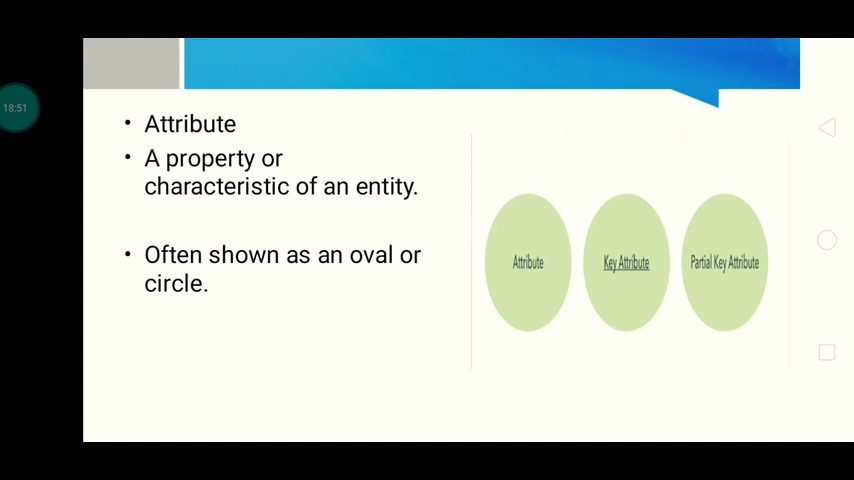 18:51
• Attribute
• A property or
characteristic of an entity.
• Often shown as an oval or
circle.
Attribute
Key Attribute
Partial Key Attribute